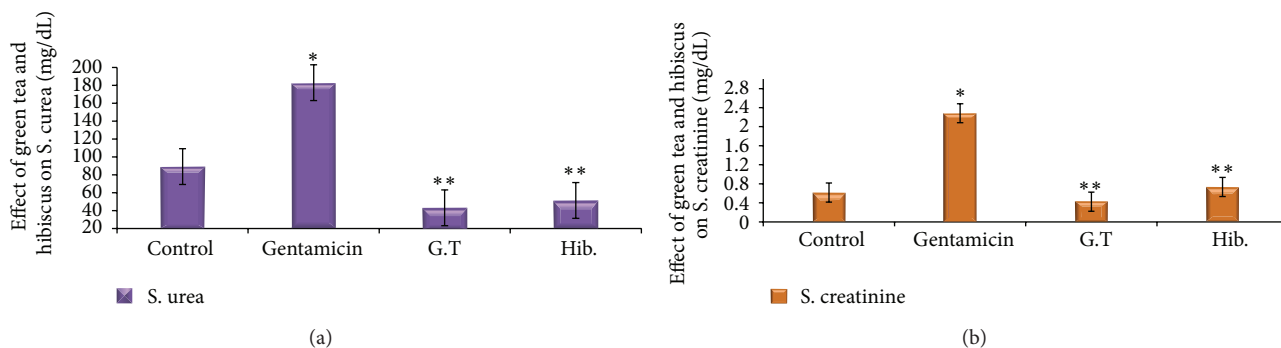 Effect of green tea and
hibiscus on S. curea (mg/dL)
200
180
160
140
120
100
80
60
40
20
*
**
**
Control Gentamicin G.T Hib.
S. urea
(a)
Effect of green tea and hibiscus
on S. creatinine (mg/dL)
2.8
2.4
2
1.6
1.2
0.8
0.4
0
*
**
**
Control Gentamicin G.T Hib.
S. creatinine
(b)